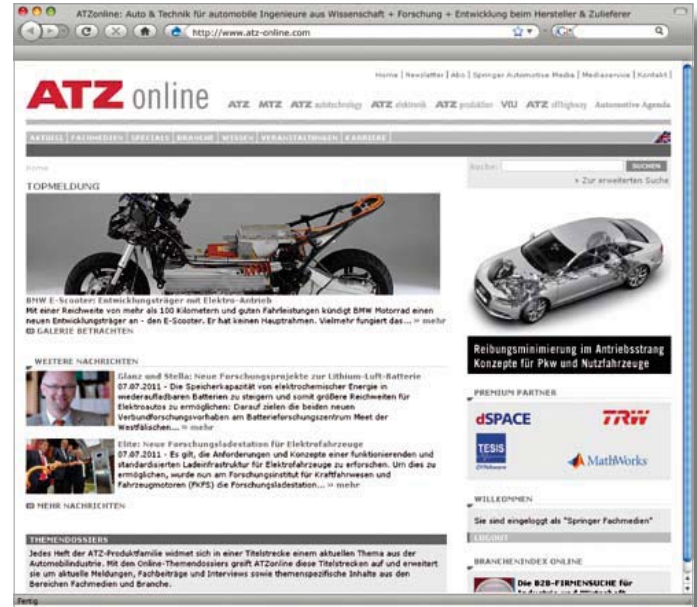 ATZonline: Auto & Technik für automobile Ingenieure aus Wissenschaft + Forschung + Entwicklung beim Hersteller & Zulieferer
http://www.atz-online.com
Home | Newsletter | Abo | Springer Automotive Media | Mediaservice | Kontakt |
ATZ online
ATZ MTZ ATZ autotechnology ATZ elektronik ATZ produktion VKU ATZ offhighway Automotive Agenda
AKTUELL | FACHMEDIEN | SPECIALS | BRANCHE | WISSEN | VERANSTALTUNGEN | KARRIERE |
home
Suche: SUCHEN
» Zur erweiterten Suche
TOPMELDUNG
BMW E-Scooter: Entwicklungsträger mit Elektro-Antrieb
Mit einer Reichweite von mehr als 100 Kilometern und guten Fahrleistungen kündigt BMW Motorrad einen
neuen Entwicklungsträger an - den E-Scooter. Er hat keinen Hauptrahmen. Vielmehr fungiert das... » mehr
GALERIE BETRACHTEN
WEITERE NACHRICHTEN
Glanz und Stella: Neue Forschungsprojekte zur Lithium-Luft-Batterie
07.07.2011 - Die Speicherkapazität von elektrochemischer Energie in
wiederaufladbaren Batterien zu steigern und somit größere Reichweiten für
Elektroautos zu ermöglichen: Darauf zielen die beiden neuen
Verbundforschungsvorhaben am Batterieforschungszentrum Meet der
Westfälischen... » mehr
Elite: Neue Forschungsladestation für Elektrofahrzeuge
07.07.2011 - Es gilt, die Anforderungen und Konzepte einer funktionierenden und
standardisierten Ladeinfrastruktur für Elektrofahrzeuge zu erforschen. Um dies zu
ermöglichen, wurde nun am Forschungsinstitut für Kraftfahrwesen und
Fahrzeugmotoren (FKFS) die Forschungsladestation... » mehr
MEHR NACHRICHTEN
THEMENDOSSIERS
Jedes Heft der ATZ-Produktfamilie widmet sich in einer Titelstrecke einem aktuellen Thema aus der
Automobilindustrie. Mit den Online-Themendossiers greift ATZonline diese Titelstrecken auf und erweitert
sie um aktuelle Meldungen, Fachbeiträge und Interviews sowie themenspezifische Inhalte aus den
Bereichen Fachmedien und Branche.
Reibungsminimierung im Antriebsstrang
Konzepte für Pkw und Nutzfahrzeuge
PREMIUM PARTNER
dSPACE
TRW
TESIS
DYNAware
MathWorks
WILLKOMMEN
Sie sind eingeloggt als "Springer Fachmedien"
LOGOUT
BRANCHENINDEX ONLINE
Die B2B-FIRMENSUCHE für
Industrie und Wirtschaft
Fertig